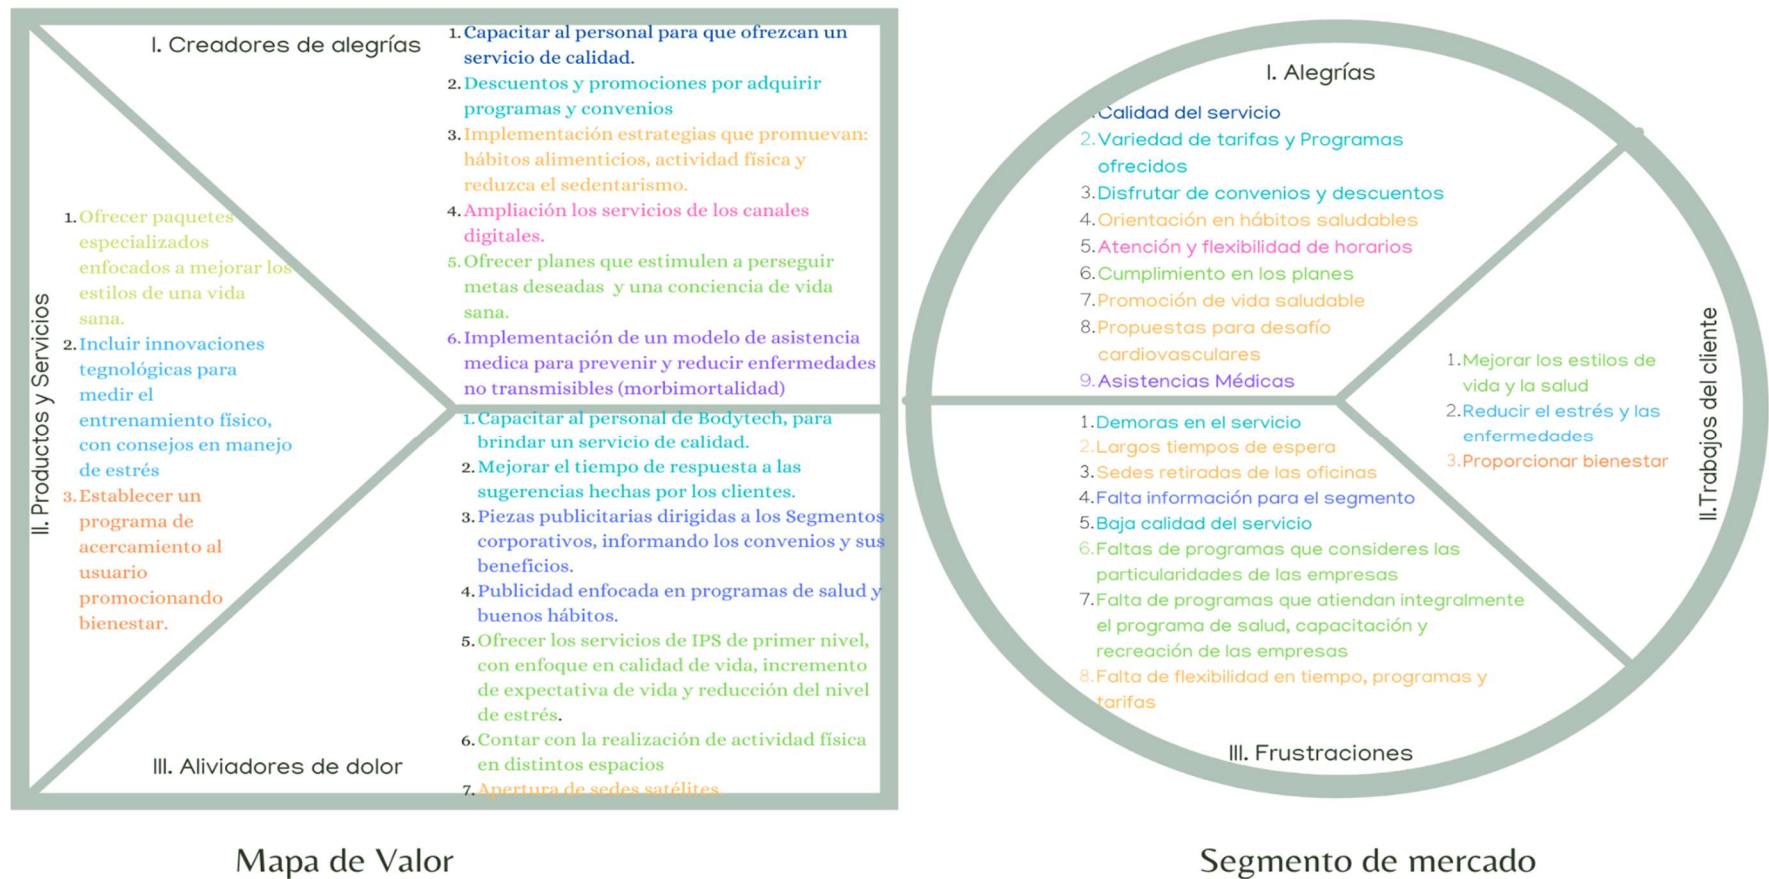 I. Creadores de alegrías
1. Capacitar al personal para que ofrezcan un
servicio de calidad.
2. Descuentos y promociones por adquirir
programas y convenios
3. Implementación estrategias que promuevan:
hábitos alimenticios, actividad física y
reduzca el sedentarismo.
4. Ampliación los servicios de los canales
digitales.
5. Ofrecer planes que estimulen a perseguir
metas deseadas y una conciencia de vida
sana.
6. Implementación de un modelo de asistencia
medica para prevenir y reducir enfermedades
no transmisibles (morbimortalidad)
II. Productos y Servicios
1. Ofrecer paquetes
especializados
enfocados a mejorar los
estilos de una vida
sana.
2. Incluir innovaciones
tegnológicas para
medir el
entrenamiento físico,
con consejos en manejo
de estrés
3. Establecer un
programa de
acercamiento al
usuario
promocionando
bienestar.
III. Aliviadores de dolor
1. Capacitar al personal de Bodytech, para
brindar un servicio de calidad.
2. Mejorar el tiempo de respuesta a las
sugerencias hechas por los clientes.
3. Piezas publicitarias dirigidas a los Segmentos
corporativos, informando los convenios y sus
beneficios.
4. Publicidad enfocada en programas de salud y
buenos hábitos.
5. Ofrecer los servicios de IPS de primer nivel,
con enfoque en calidad de vida, incremento
de expectativa de vida y reducción del nivel
de estrés.
6. Contar con la realización de actividad física
en distintos espacios
7. Apertura de sedes satélites.
Mapa de Valor
I. Alegrías
Calidad del servicio
2. Variedad de tarifas y Programas
ofrecidos
3. Disfrutar de convenios y descuentos
4. Orientación en hábitos saludables
5. Atención y flexibilidad de horarios
6. Cumplimiento en los planes
7. Promoción de vida saludable
8. Propuestas para desafío
cardiovasculares
9. Asistencias Médicas
II. Trabajos del cliente
1. Mejorar los estilos de
vida y la salud
2. Reducir el estrés y las
enfermedades
3. Proporcionar bienestar
1. Demoras en el servicio
2. Largos tiempos de espera
3. Sedes retiradas de las oficinas
4. Falta información para el segmento
5. Baja calidad del servicio
6. Faltas de programas que consideres las
particularidades de las empresas
7. Falta de programas que atiendan integralmente
el programa de salud, capacitación y
recreación de las empresas
8. Falta de flexibilidad en tiempo, programas y
tarifas
III. Frustraciones
Segmento de mercado